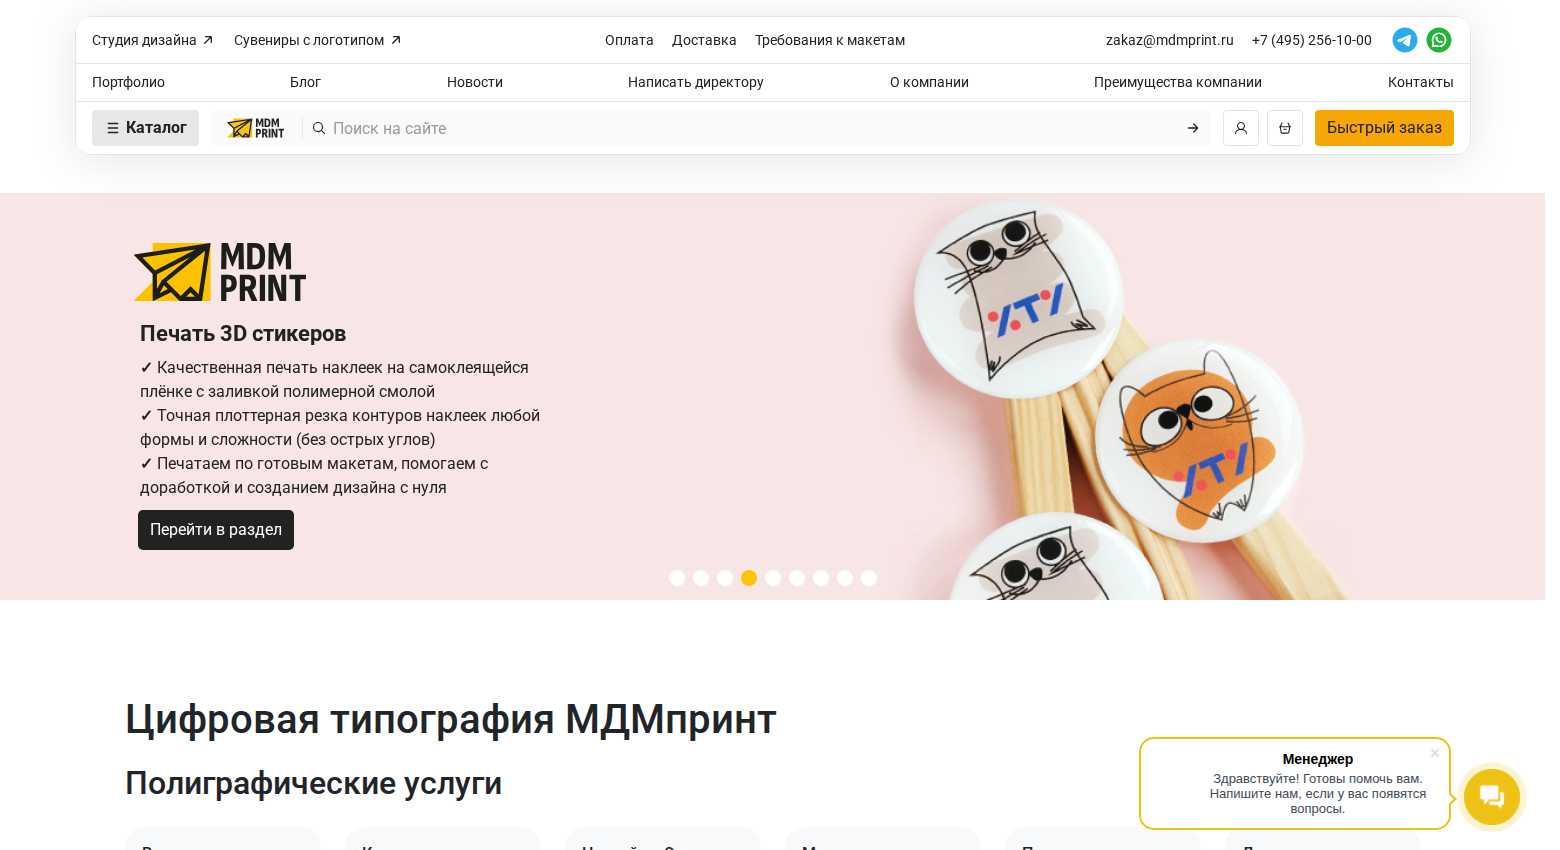 Студия дизайна Сувениры с логотипом Оплата Доставка Требования к макетам zakaz@mdmprint.ru +7 (495) 256-10-00
Портфолио Блог Новости Написать директору О компании Преимущества компании Контакты
Каталог MDM PRINT Поиск на сайте Быстрый заказ
MDM
PRINT
Печать 3D стикеров
✓ Качественная печать наклеек на самоклеящейся
плёнке с заливкой полимерной смолой
✓ Точная плоттерная резка контуров наклеек любой
формы и сложности (без острых углов)
✓ Печатаем по готовым макетам, помогаем с
доработкой и созданием дизайна с нуля
Перейти в раздел
Цифровая типография МДМпринт
Полиграфические услуги
Менеджер
Здравствуйте! Готовы помочь вам.
Напишите нам, если у вас появятся
вопросы.